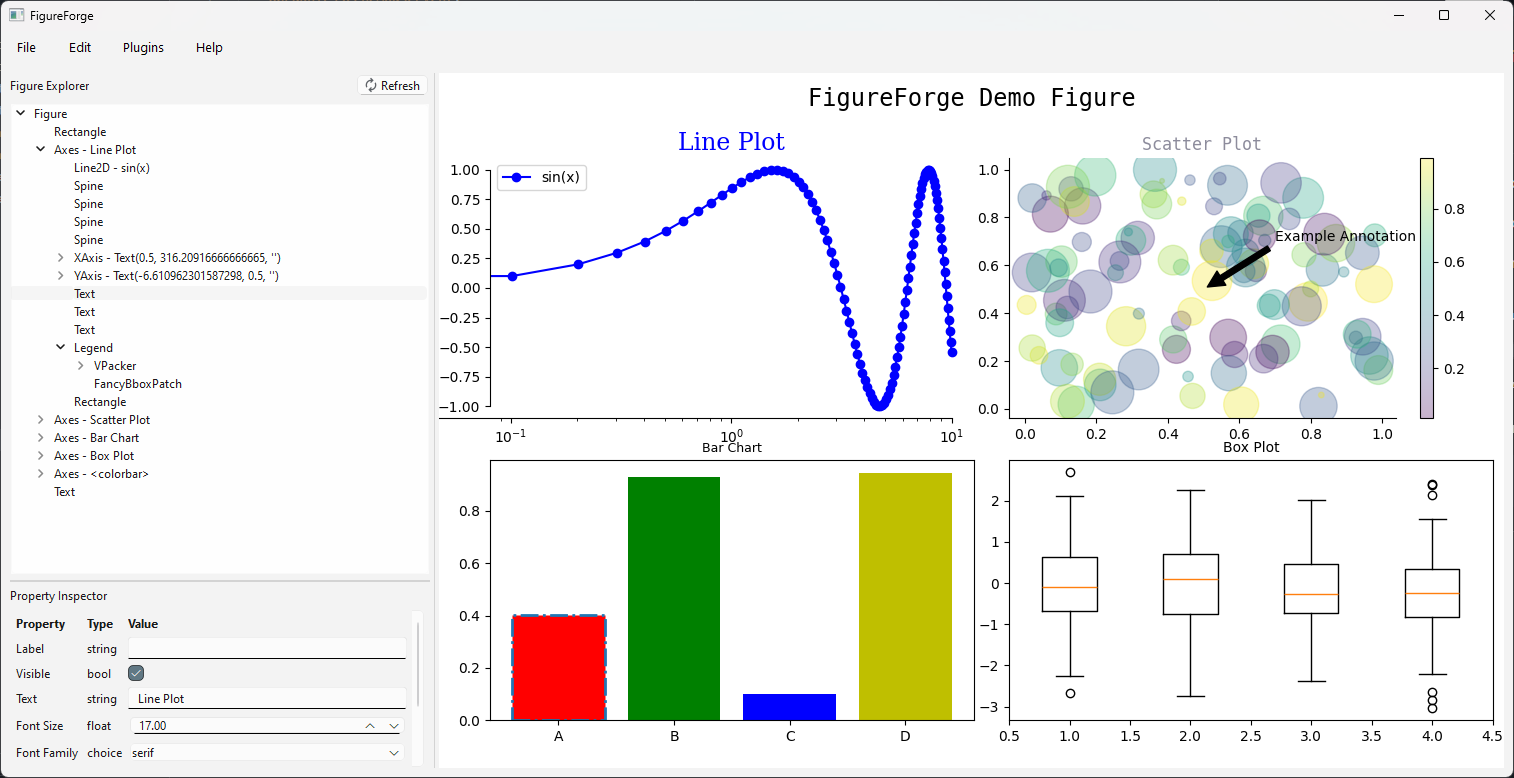 FigureForge
File Edit Plugins Help
Figure Explorer
Refresh
Figure
Rectangle
Axes - Line Plot
Line2D - sin(x)
Spine
Spine
Spine
Spine
XAxis - Text(0.5, 316.20916666666665, '')
YAxis - Text(-6.610962301587298, 0.5, '')
Text
Text
Text
Legend
VPacker
FancyBboxPatch
Rectangle
Axes - Scatter Plot
Axes - Bar Chart
Axes - Box Plot
Axes - <colorbar>
Text
Property Inspector
Property Type Value
Label string
Visible bool
Text string Line Plot
Font Size float 17.00
Font Family choice serif
FigureForge Demo Figure
Line Plot
sin(x)
1.00
0.75
0.50
0.25
0.00
−0.25
−0.50
−0.75
−1.00
10⁻¹ 10⁰ 10¹
Scatter Plot
Example Annotation
1.0
0.8
0.6
0.4
0.2
0.0
0.0 0.2 0.4 0.6 0.8 1.0
0.8
0.6
0.4
0.2
Bar Chart
0.8
0.6
0.4
0.2
0.0
A B C D
Box Plot
2
1
0
−1
−2
−3
0.5 1.0 1.5 2.0 2.5 3.0 3.5 4.0 4.5